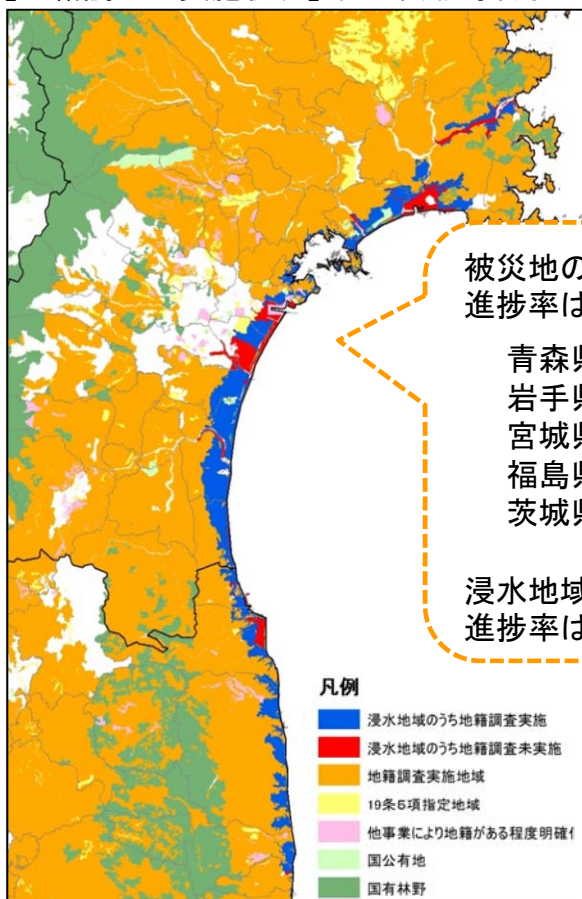 被災地の
進捗率は
青森県
岩手県
宮城県
福島県
茨城県
浸水地域
進捗率は
凡例
浸水地域のうち地籍調査実施
浸水地域のうち地籍調査未実施
地籍調査実施地域
19条5項指定地域
他事業により地籍がある程度明確
国公有地
国有林野